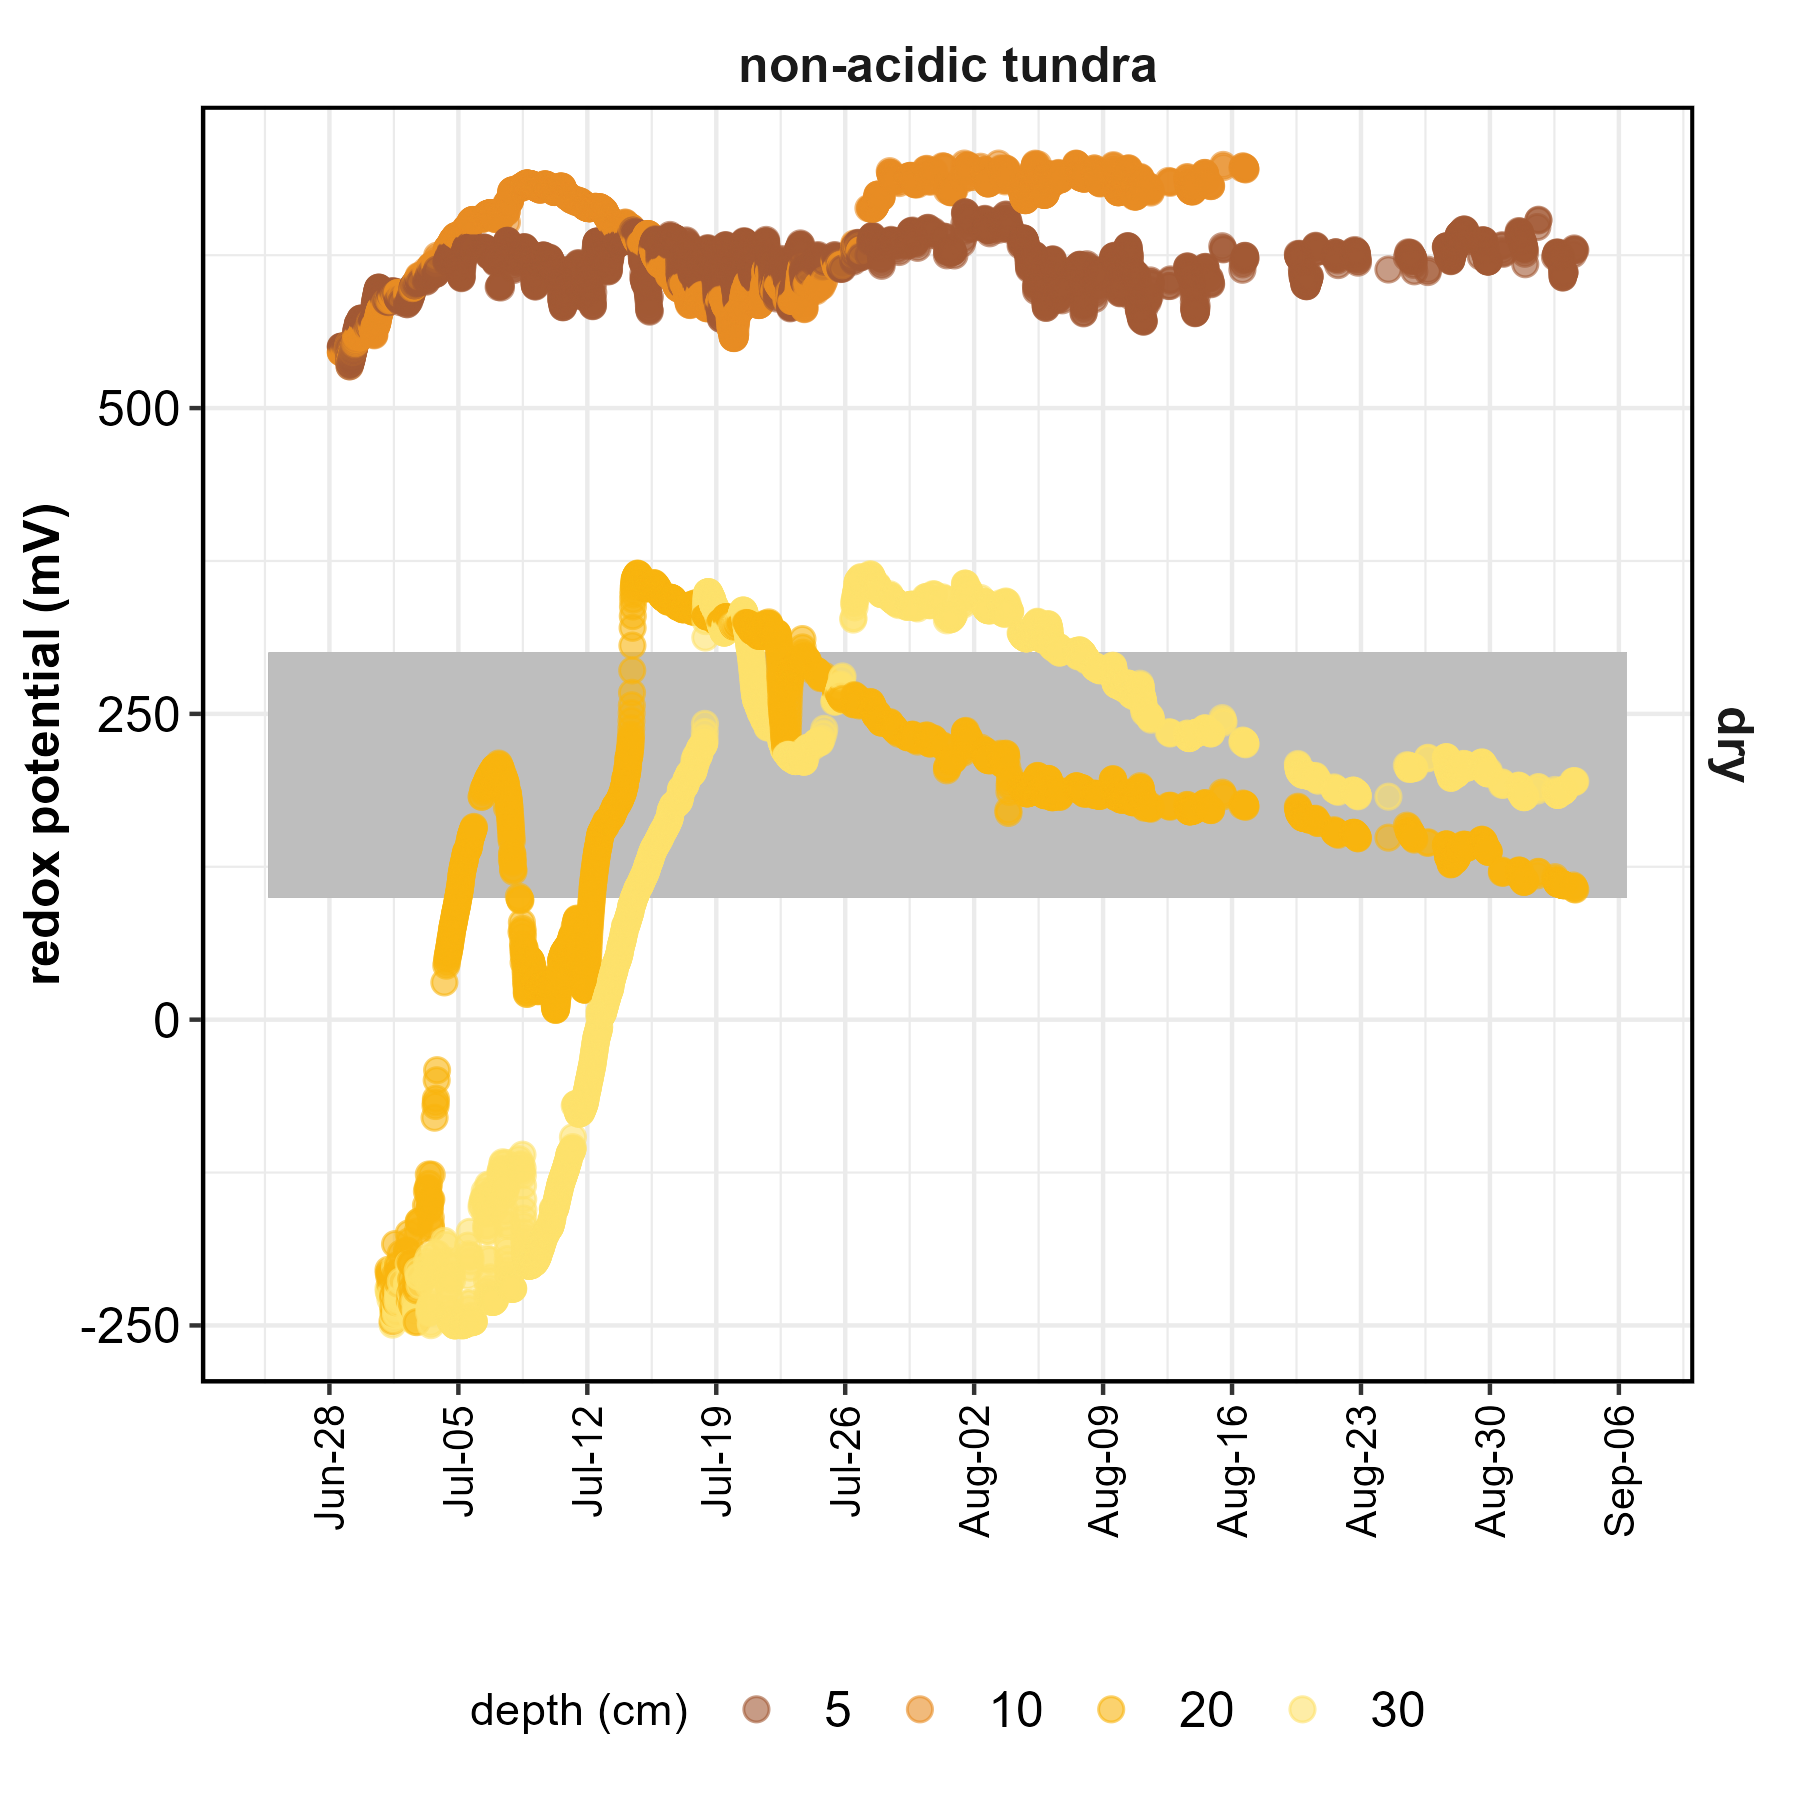 non-acidic tundra
redox potential (mV)
500
250
0
-250
dry
Jun-28
Jul-05
Jul-12
Jul-19
Jul-26
Aug-02
Aug-09
Aug-16
Aug-23
Aug-30
Sep-06
depth (cm) 5 10 20 30